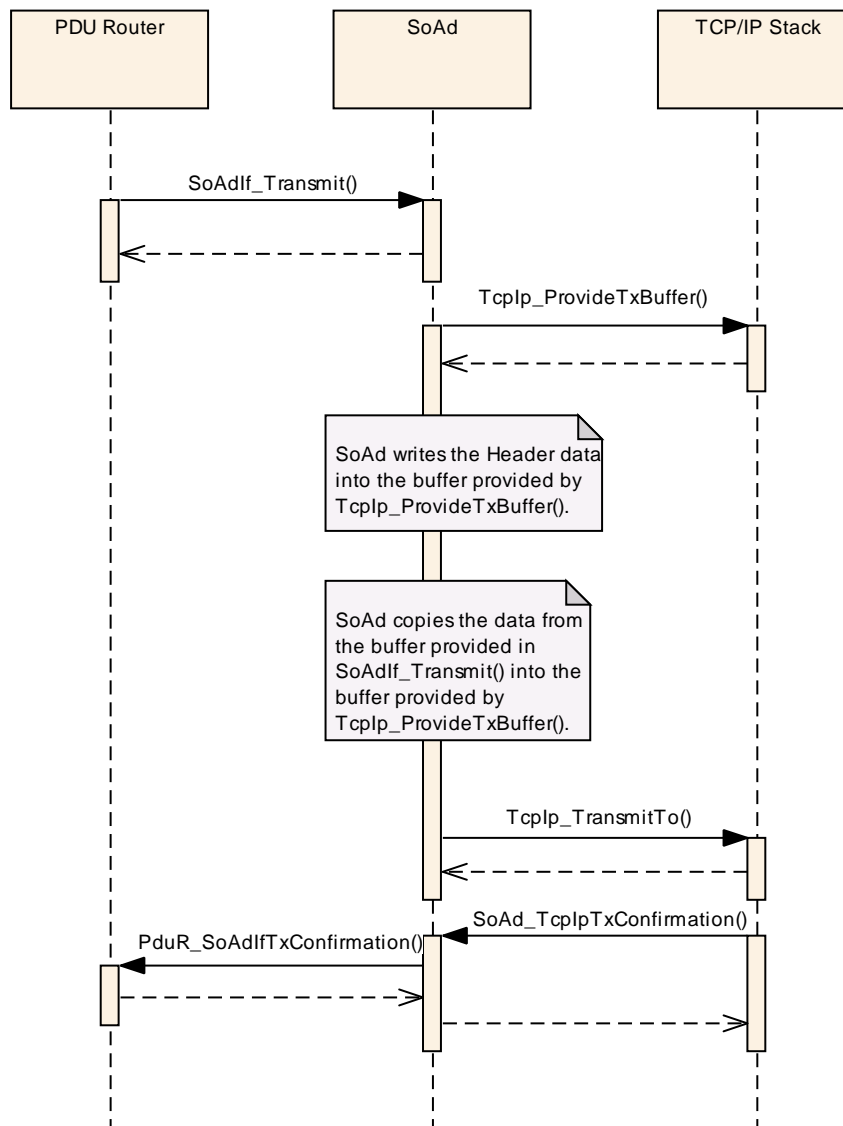 PDU Router
SoAd
TCP/IP Stack
SoAdIf_Transmit()
TcpIp_ProvideTxBuffer()
SoAd writes the Header data
into the buffer provided by
TcpIp_ProvideTxBuffer().
SoAd copies the data from
the buffer provided in
SoAdIf_Transmit() into the
buffer provided by
TcpIp_ProvideTxBuffer().
TcpIp_TransmitTo()
SoAd_TcpIpTxConfirmation()
PduR_SoAdIfTxConfirmation()